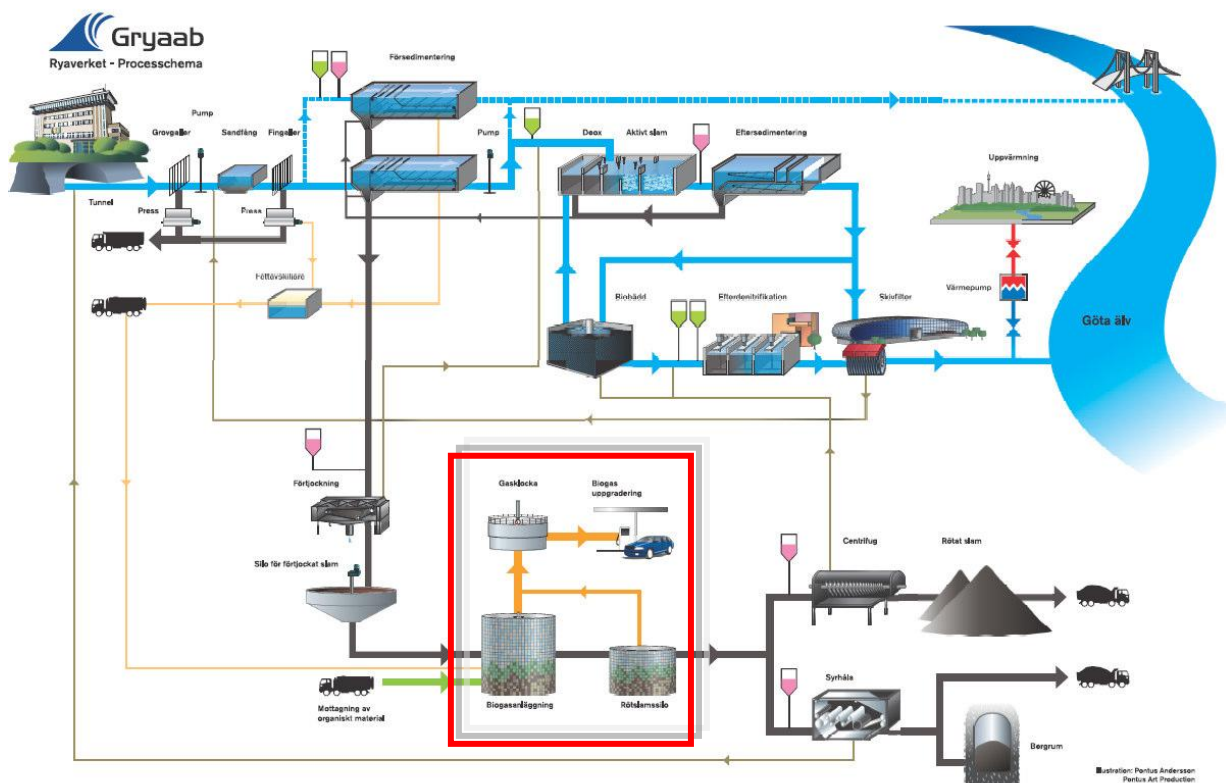 Gryaab
Ryaverket - Processchema
Försedimentering
Pump
Grovgaller
Sandfång
Fingaller
Pump
Deox
Aktivt slam
Eftersedimentering
Uppvärmning
Tunnel
Press
Press
Fettavskiljare
Biobädd
Efterdenitrifikation
Skivfilter
Värmepump
Göta älv
Förtjockning
Gasklocka
Biogas
uppgradering
Centrifug
Rötat slam
Silo för förtjockat slam
Syrhåla
Mottagning av
organiskt material
Biogasanläggning
Rötslamssilo
Bergrum
Illustration: Pontus Andersson
Pontus Art Production